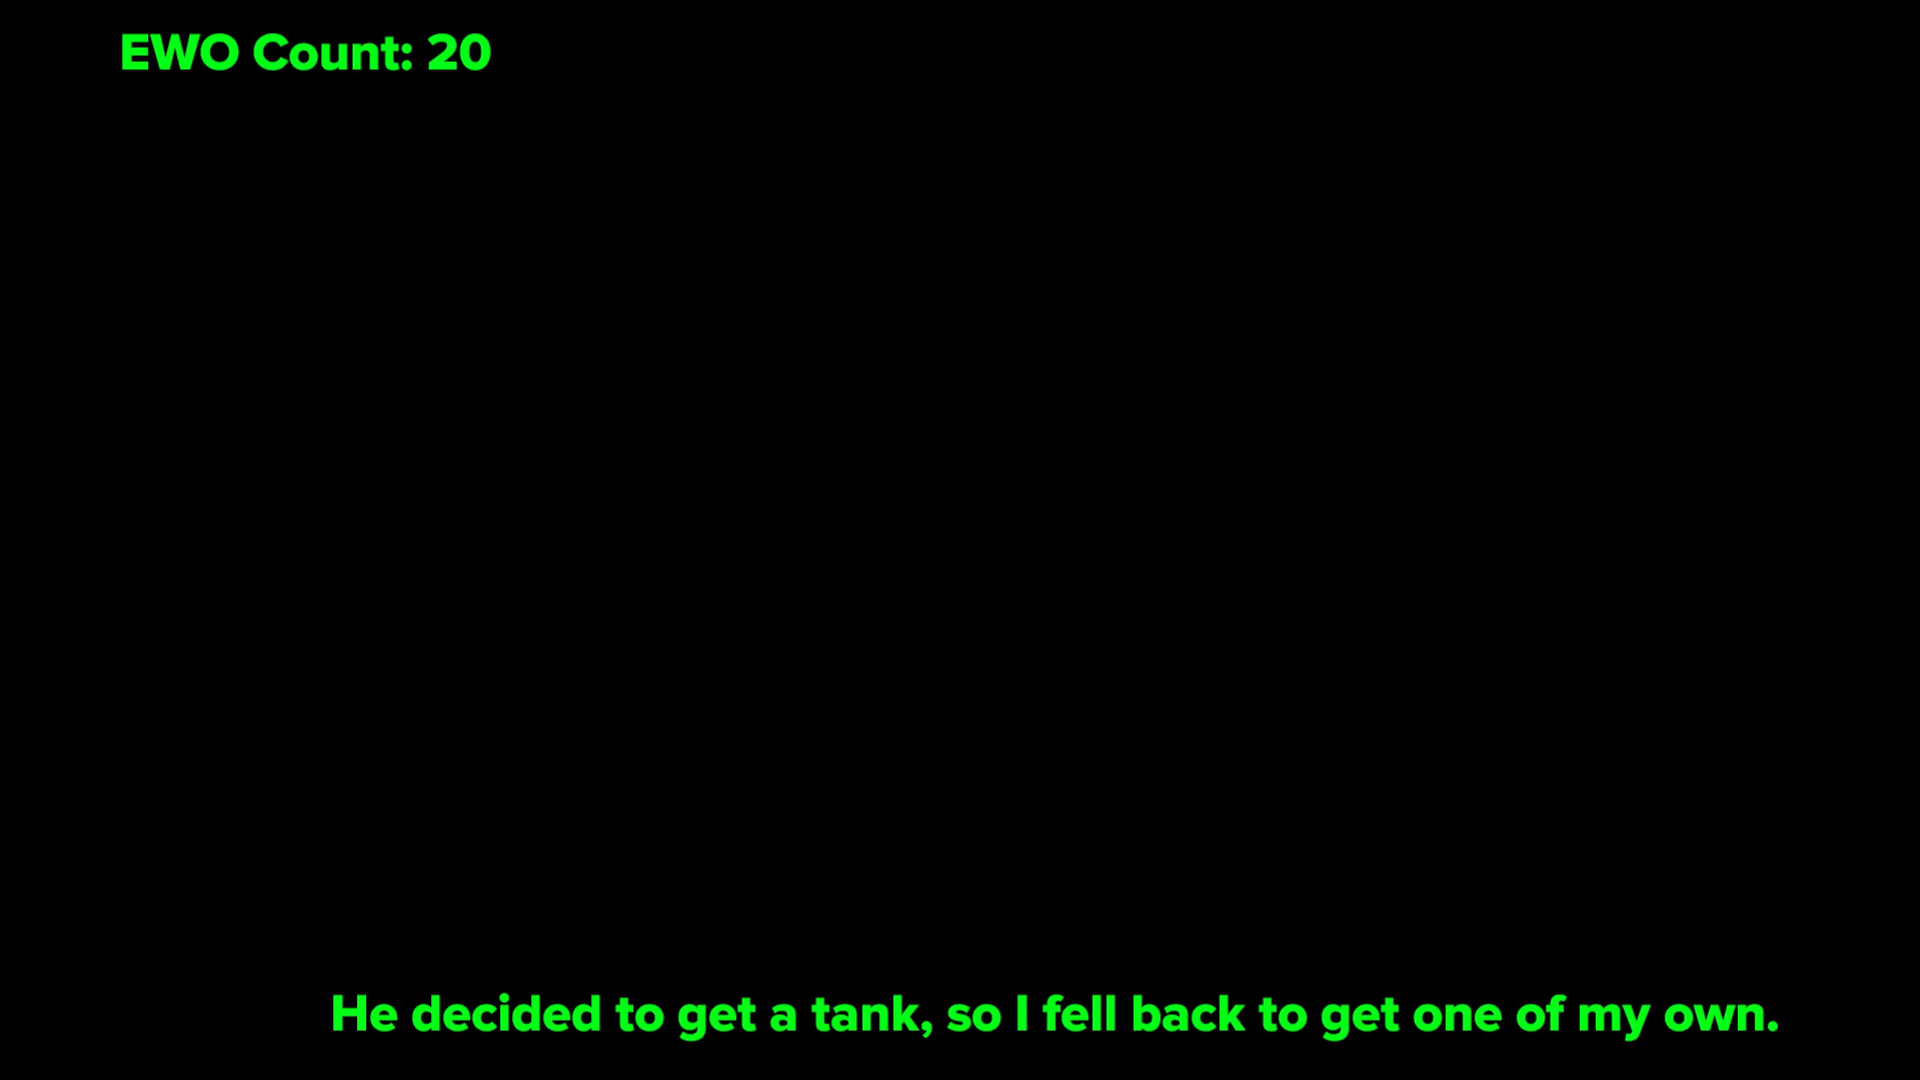 EWO Count: 20
He decided to get a tank, so I fell back to get one of my own.